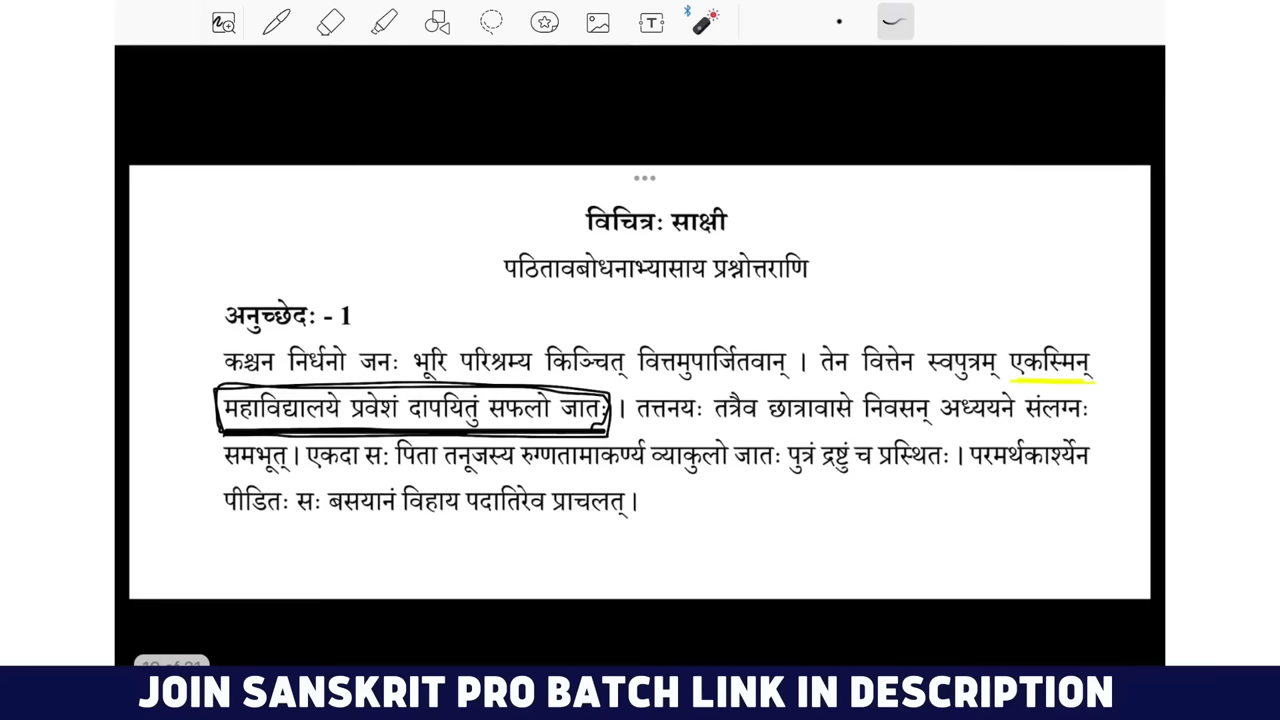 विचित्रः साक्षी
पठितावबोधनाभ्यासाय प्रश्नोत्तराणि
अनुच्छेदः - 1
कश्चन निर्धनो जनः भूरि परिश्रम्य किञ्चित् वित्तमुपार्जितवान् । तेन वित्तेन स्वपुत्रम् एकस्मिन्
महाविद्यालये प्रवेशं दापयितुं सफलो जातः । तत्तनयः तत्रैव छात्रावासे निवसन् अध्ययने संलग्नः
समभूत् । एकदा स: पिता तनूजस्य रुग्णतामाकर्ण्य व्याकुलो जातः पुत्रं द्रष्टुं च प्रस्थितः । परमर्थकार्श्येन
पीडितः सः बसयानं विहाय पदातिरेव प्राचलत् ।
JOIN SANSKRIT PRO BATCH LINK IN DESCRIPTION